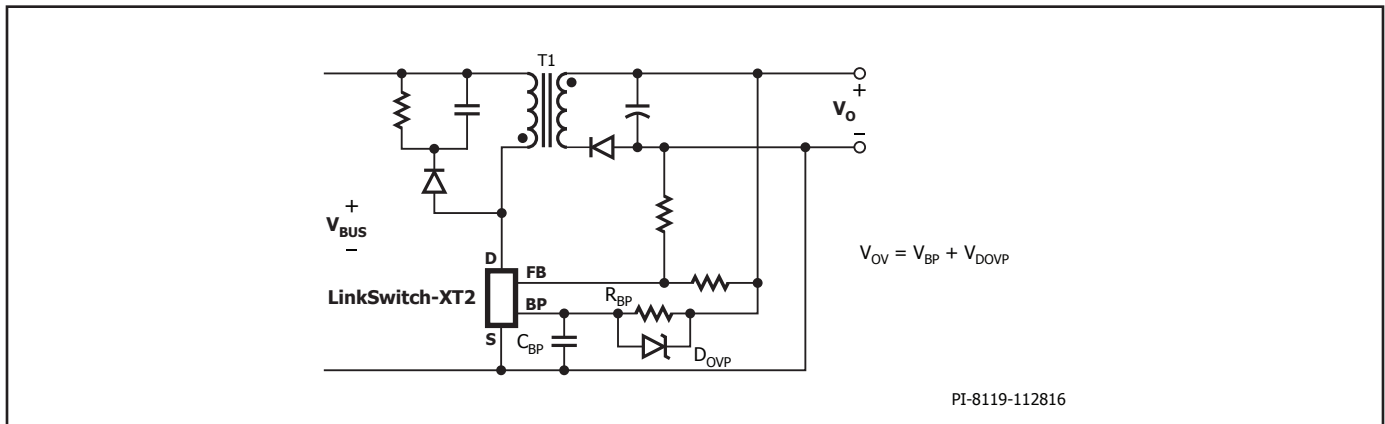 T1
+
V_O
−
+
V_BUS
−
V_OV = V_BP + V_DOVP
D
FB
LinkSwitch-XT2
R_BP
BP
S
C_BP
D_OVP
PI-8119-112816